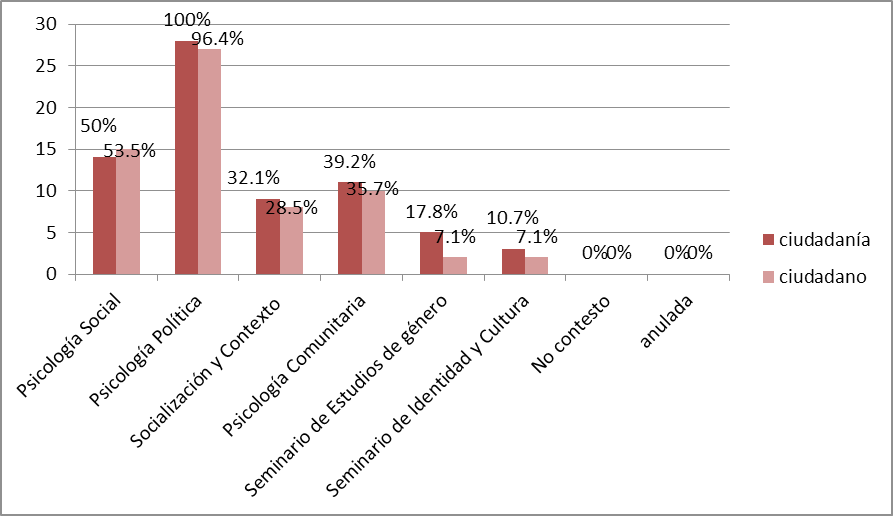 30
25
20
15
10
5
0
50%
53.5%
100%
96.4%
32.1%
28.5%
39.2%
35.7%
17.8%
7.1%
10.7%
7.1%
0%
0%
0%
0%
Psicología Social
Psicología Política
Socialización y Contexto
Psicología Comunitaria
Seminario de Estudios de género
Seminario de Identidad y Cultura
No contesto
anulada
ciudadanía
ciudadano